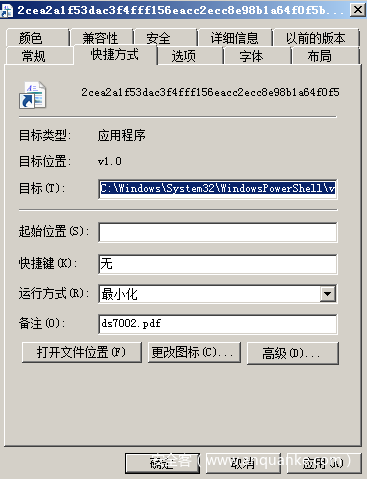 2cea2a1f53dac3f4fff156eacc2ecc8e98b1a64f0f5b...
颜色 兼容性 安全 详细信息 以前的版本
常规 快捷方式 选项 字体 布局
2cea2a1f53dac3f4fff156eacc2ecc8e98b1a64f0f5
目标类型: 应用程序
目标位置: v1.0
目标(T): C:\Windows\System32\WindowsPowerShell\v
起始位置(S):
快捷键(K): 无
运行方式(R): 最小化
备注(O): ds7002.pdf
打开文件位置(F) 更改图标(C)... 高级(D)...
确定 取消 应用(A)
安全客（www.anquanke.com）